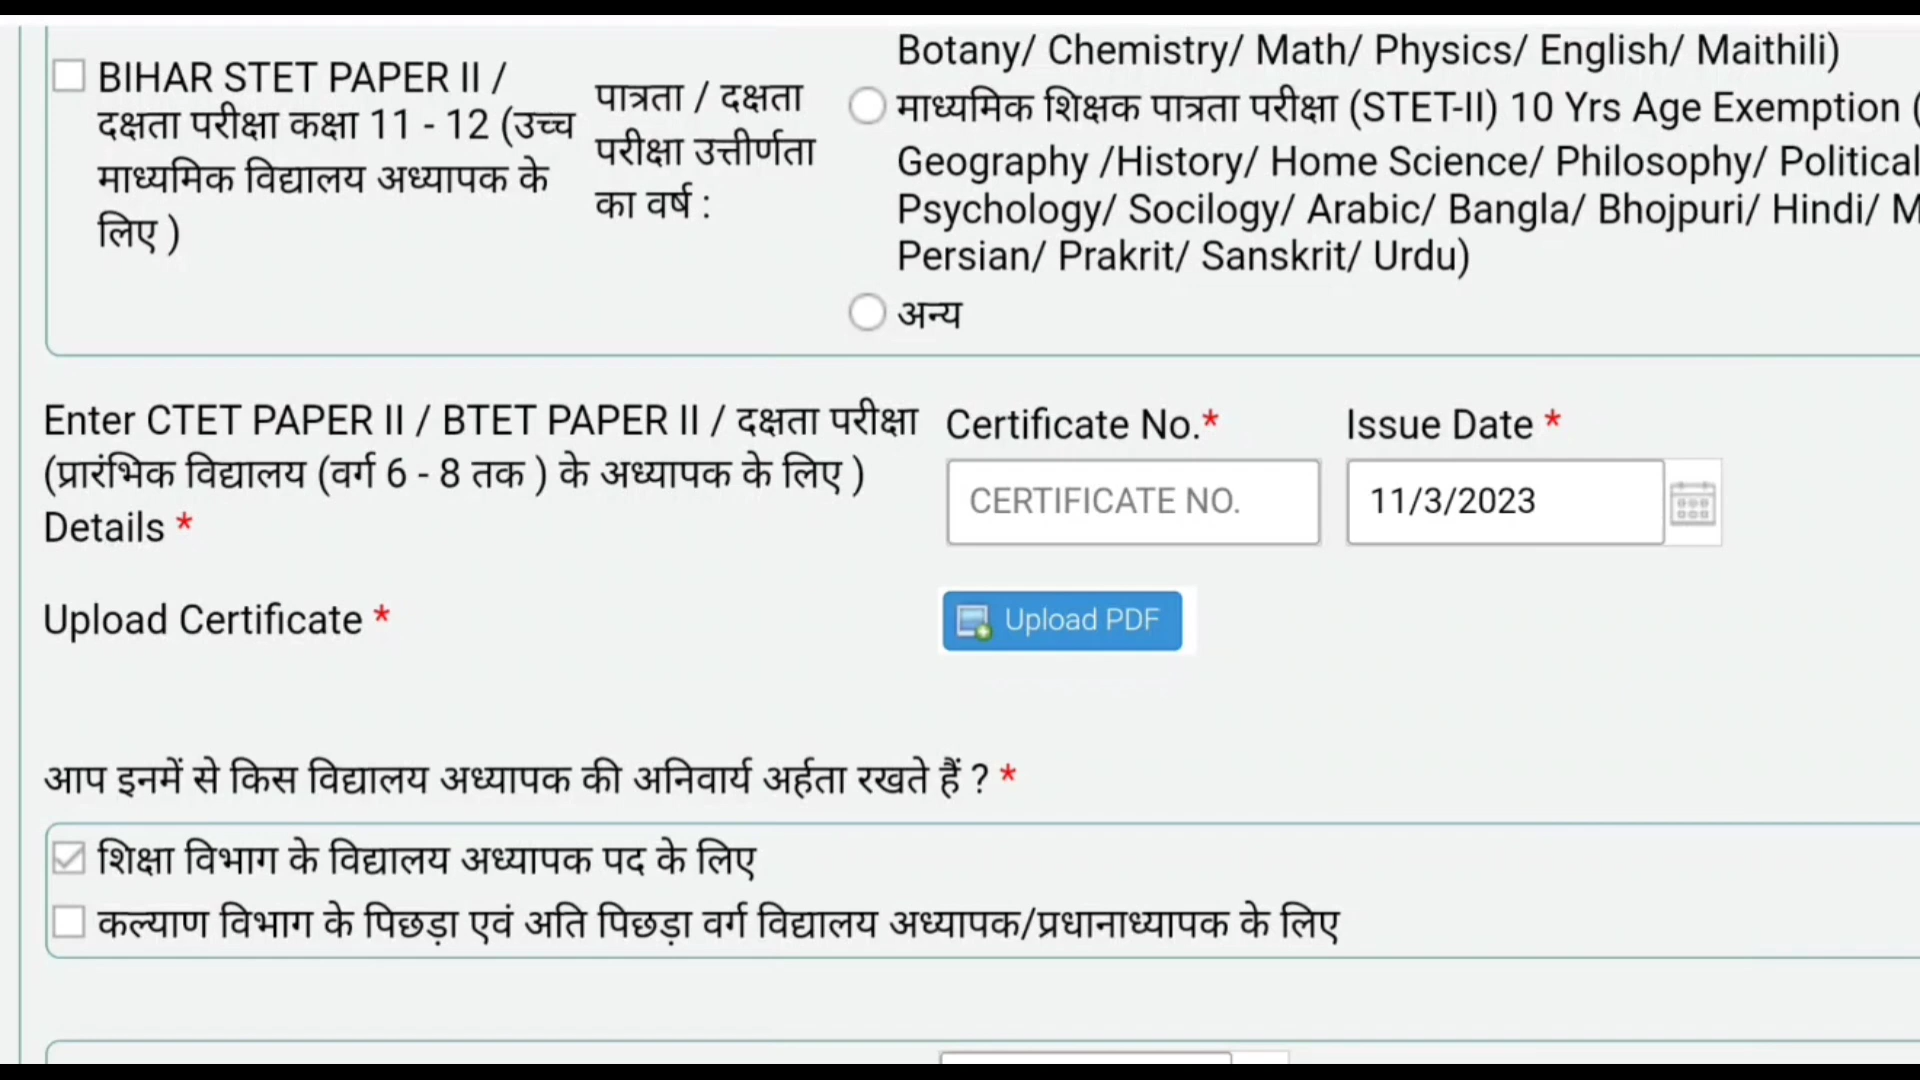 BIHAR STET PAPER II /
दक्षता परीक्षा कक्षा 11 - 12 (उच्च
माध्यमिक विद्यालय अध्यापक के
लिए )
पात्रता / दक्षता
परीक्षा उत्तीर्णता
का वर्ष :
Botany/ Chemistry/ Math/ Physics/ English/ Maithili)
माध्यमिक शिक्षक पात्रता परीक्षा (STET-II) 10 Yrs Age Exemption (
Geography /History/ Home Science/ Philosophy/ Political
Psychology/ Socilogy/ Arabic/ Bangla/ Bhojpuri/ Hindi/ M
Persian/ Prakrit/ Sanskrit/ Urdu)
अन्य
Enter CTET PAPER II / BTET PAPER II / दक्षता परीक्षा
(प्रारंभिक विद्यालय (वर्ग 6 - 8 तक ) के अध्यापक के लिए )
Details *
Certificate No.*
CERTIFICATE NO.
Issue Date *
11/3/2023
Upload Certificate *
Upload PDF
आप इनमें से किस विद्यालय अध्यापक की अनिवार्य अर्हता रखते हैं ? *
शिक्षा विभाग के विद्यालय अध्यापक पद के लिए
कल्याण विभाग के पिछड़ा एवं अति पिछड़ा वर्ग विद्यालय अध्यापक/प्रधानाध्यापक के लिए